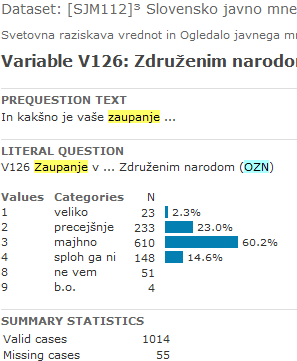 Dataset: [SJM112]³ Slovensko javno mne
Svetovna raziskava vrednot in Ogledalo javnega m
Variable V126: Združenim narodo
PREQUESTION TEXT
In kakšno je vaše zaupanje ...
LITERAL QUESTION
V126 Zaupanje v ... Združenim narodom (OZN)
Values Categories N
1 veliko 23 2.3%
2 precejšnje 233 23.0%
3 majhno 610 60.2%
4 sploh ga ni 148 14.6%
8 ne vem 51
9 b.o. 4
SUMMARY STATISTICS
Valid cases 1014
Missing cases 55